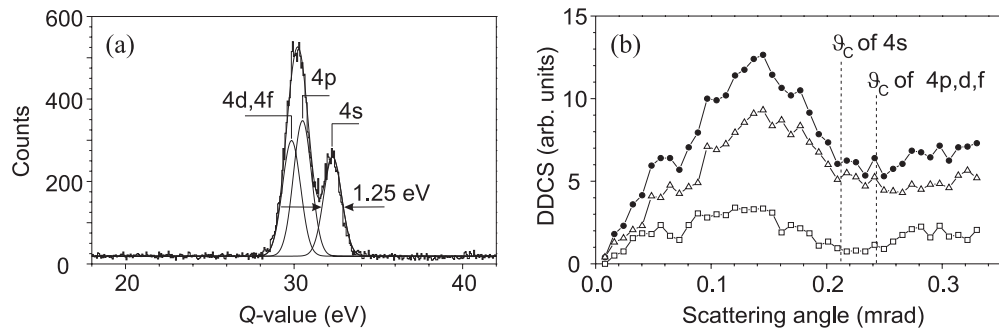 600
(a)
4p
4d,4f
4s
400
Counts
200
1.25 eV
0
20
30
40
Q-value (eV)
15
(b)
ϑC of 4s
ϑC of 4p,d,f
10
DDCS (arb. units)
5
0
0.0
0.1
0.2
0.3
Scattering angle (mrad)